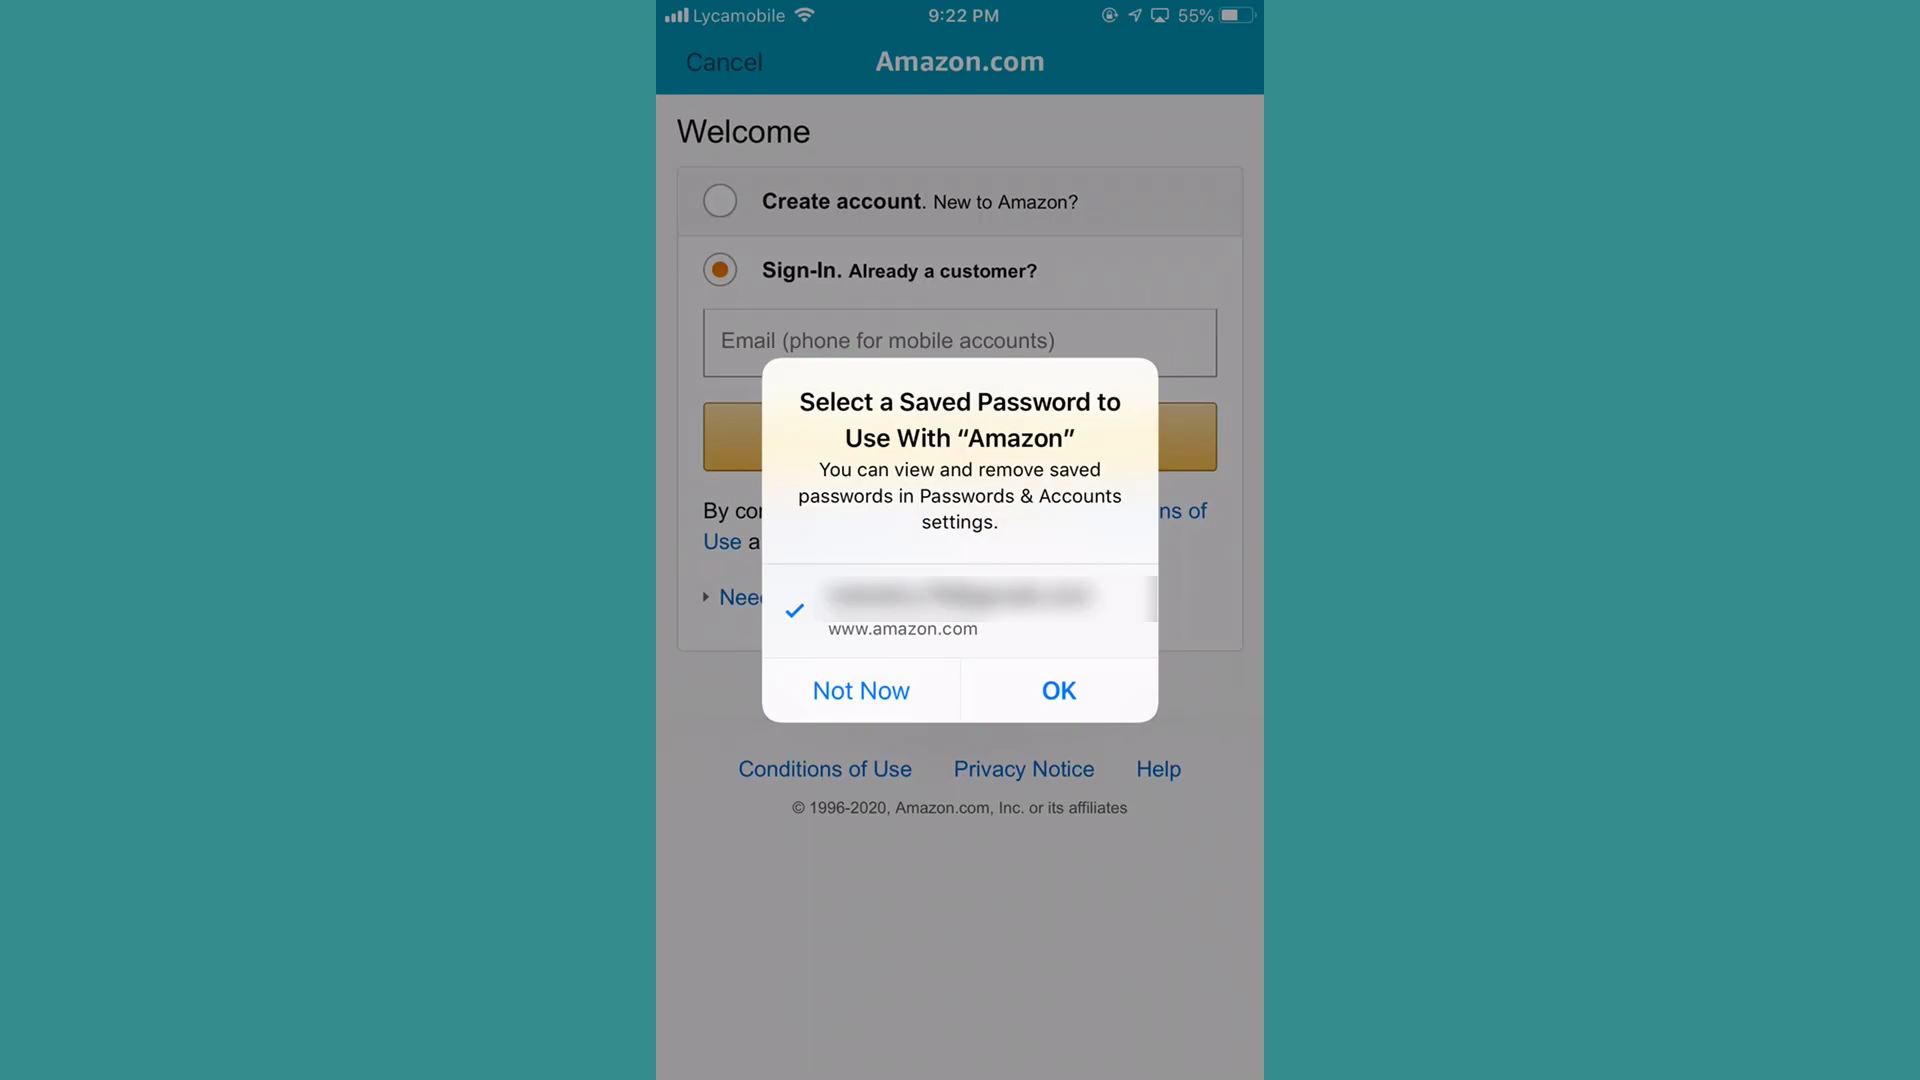 Lycamobile 9:22 PM 55%
Cancel Amazon.com
Welcome
Create account. New to Amazon?
Sign-In. Already a customer?
Email (phone for mobile accounts)
Select a Saved Password to
Use With “Amazon”
You can view and remove saved
passwords in Passwords & Accounts
settings.
By ns of
Use
www.amazon.com
Not Now OK
Conditions of Use Privacy Notice Help
© 1996-2020, Amazon.com, Inc. or its affiliates